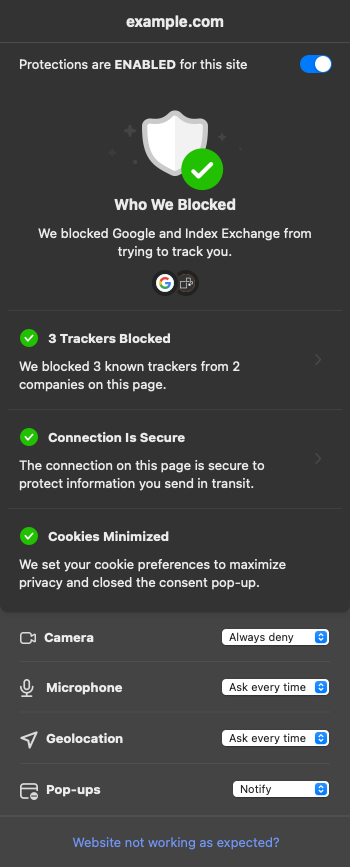 example.com
Protections are ENABLED for this site
Who We Blocked
We blocked Google and Index Exchange from
trying to track you.
3 Trackers Blocked
We blocked 3 known trackers from 2
companies on this page.
Connection Is Secure
The connection on this page is secure to
protect information you send in transit.
Cookies Minimized
We set your cookie preferences to maximize
privacy and closed the consent pop-up.
Camera Always deny
Microphone Ask every time
Geolocation Ask every time
Pop-ups Notify
Website not working as expected?